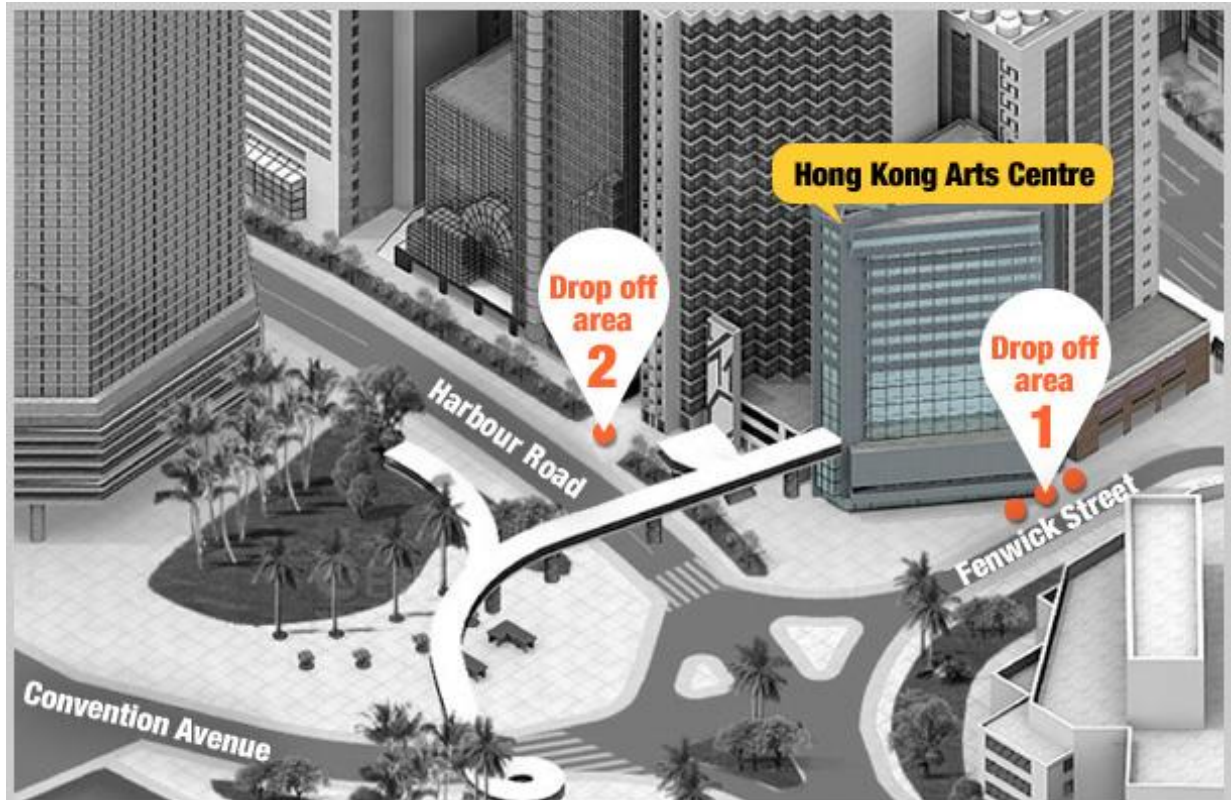 Hong Kong Arts Centre
Drop off
area
2
Drop off
area
1
Harbour Road
Fenwick Street
Convention Avenue